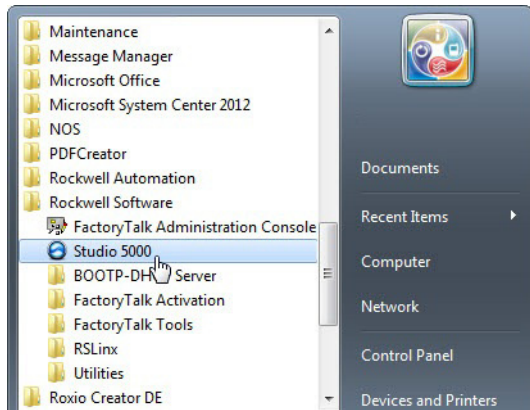 Maintenance
Message Manager
Microsoft Office
Microsoft System Center 2012
NOS
PDFCreator
Rockwell Automation
Rockwell Software
FactoryTalk Administration Console
Studio 5000
BOOTP-DH Server
FactoryTalk Activation
FactoryTalk Tools
RSLinx
Utilities
Roxio Creator DE
Documents
Recent Items
Computer
Network
Control Panel
Devices and Printers